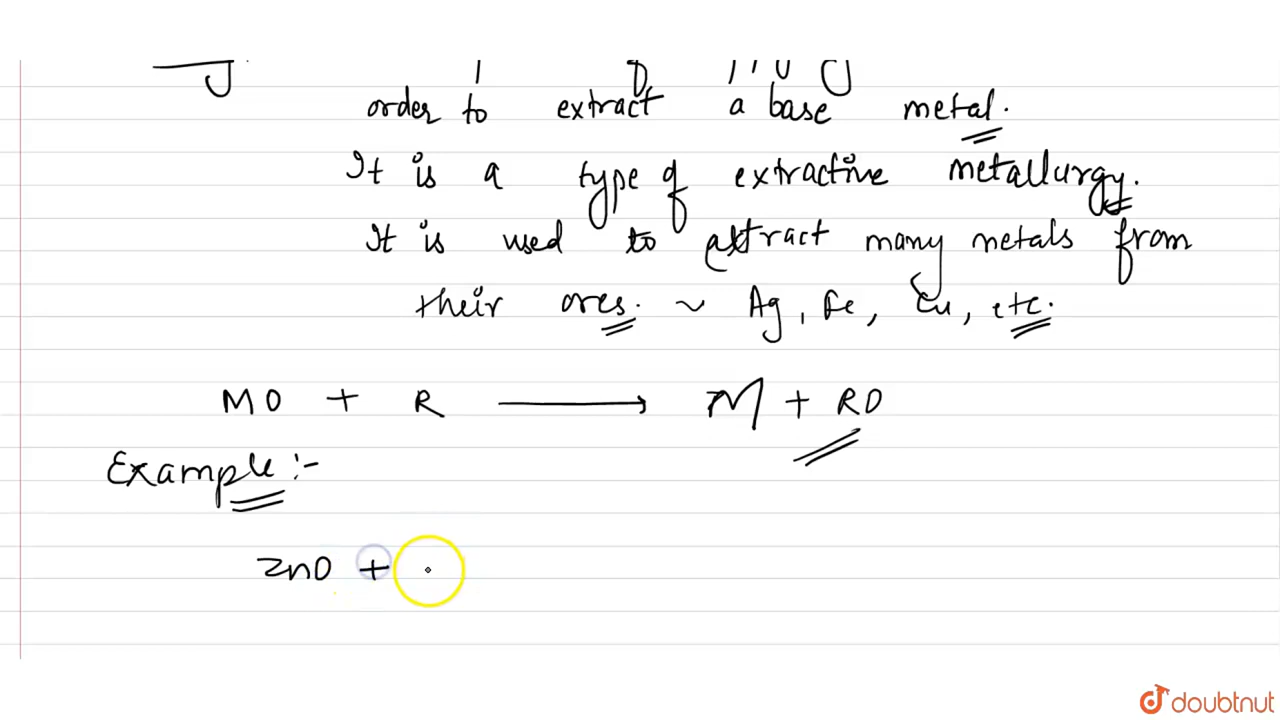 order to extract a base metal.
It is a type of extractive metallurgy.
It is used to extract many metals from
their ores. ~ Ag, Fe, Cu, etc.
MO + R ⟶ M + RO
Example :-
ZnO +
doubtnut